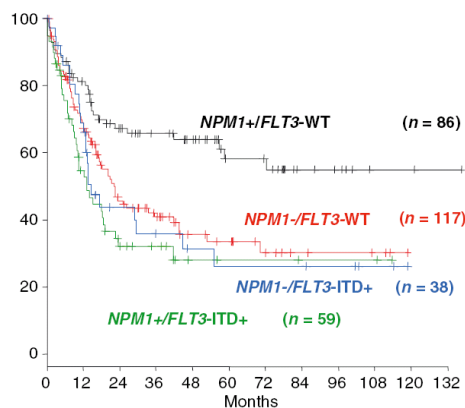 100
80
60
40
20
0
NPM1+/FLT3-WT (n = 86)
NPM1-/FLT3-WT (n = 117)
NPM1-/FLT3-ITD+ (n = 38)
NPM1+/FLT3-ITD+ (n = 59)
0 12 24 36 48 60 72 84 96 108 120 132
Months